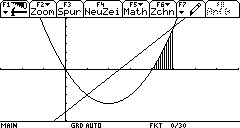 F1 F2 F3 F4 F5 F6 F7
Zoom Spur NeuZei Math Zchn
MAIN GRD AUTO FKT 0/30